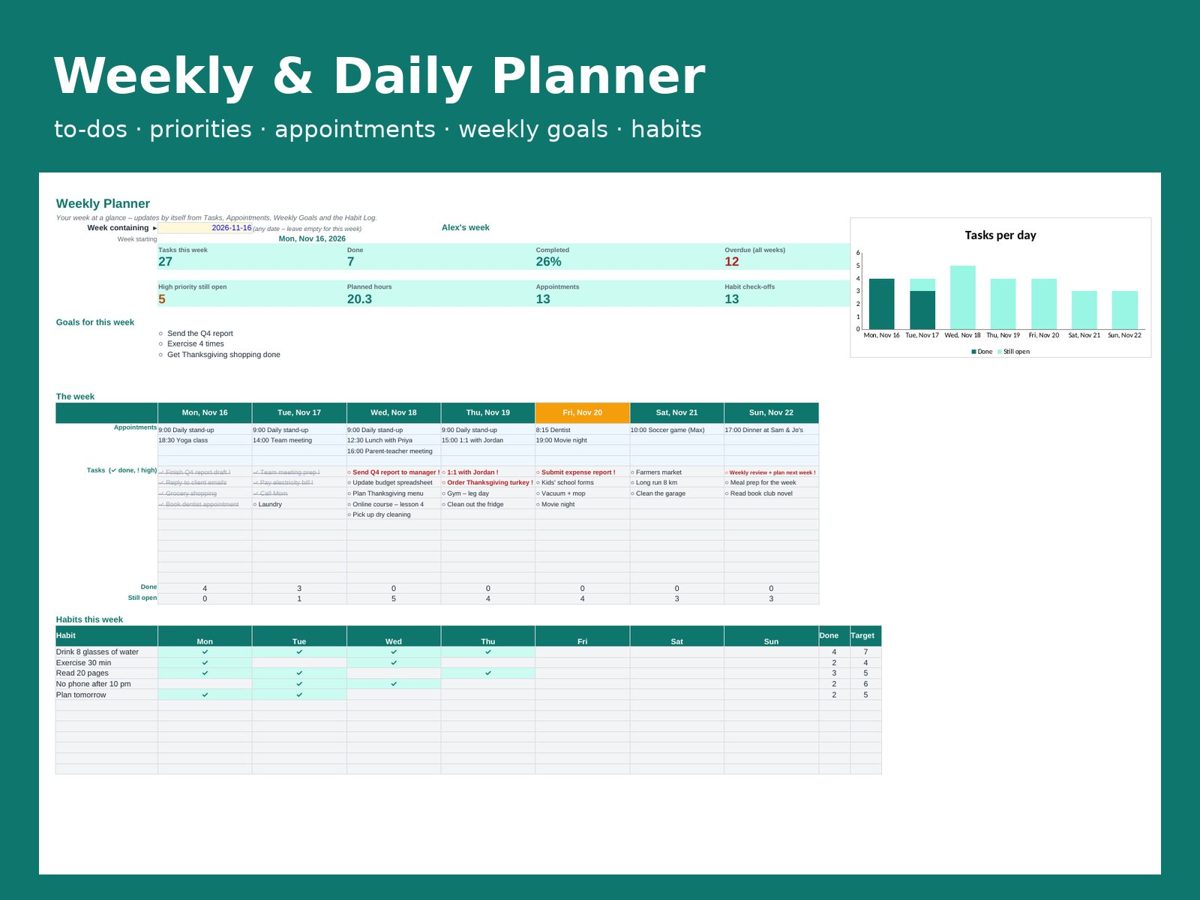 Weekly & Daily Planner
to-dos · priorities · appointments · weekly goals · habits
Weekly Planner
Your week at a glance – updates by itself from Tasks, Appointments, Weekly Goals and the Habit Log.
Week containing ▸ 2026-11-16 (any date – leave empty for this week) Alex's week
Week starting Mon, Nov 16, 2026
Tasks this week Done Completed Overdue (all weeks)
27 7 26% 12
High priority still open Planned hours Appointments Habit check-offs
5 20.3 13 13
Goals for this week
○ Send the Q4 report
○ Exercise 4 times
○ Get Thanksgiving shopping done
Tasks per day
6
5
4
3
2
1
0
Mon, Nov 16 Tue, Nov 17 Wed, Nov 18 Thu, Nov 19 Fri, Nov 20 Sat, Nov 21 Sun, Nov 22
Done Still open
The week
Mon, Nov 16 Tue, Nov 17 Wed, Nov 18 Thu, Nov 19 Fri, Nov 20 Sat, Nov 21 Sun, Nov 22
Appointments 9:00 Daily stand-up 9:00 Daily stand-up 9:00 Daily stand-up 9:00 Daily stand-up 8:15 Dentist 10:00 Soccer game (Max) 17:00 Dinner at Sam & Jo's
18:30 Yoga class 14:00 Team meeting 12:30 Lunch with Priya 15:00 1:1 with Jordan 19:00 Movie night
16:00 Parent-teacher meeting
Tasks (✓ done, ! high) ✓ Finish Q4 report draft ! ✓ Team meeting prep ! ○ Send Q4 report to manager ! ○ 1:1 with Jordan ! ○ Submit expense report ! ○ Farmers market ○ Weekly review + plan next week !
✓ Reply to client emails ✓ Pay electricity bill ! ○ Update budget spreadsheet ○ Order Thanksgiving turkey ! ○ Kids' school forms ○ Long run 8 km ○ Meal prep for the week
✓ Grocery shopping ✓ Call Mom ○ Plan Thanksgiving menu ○ Gym – leg day ○ Vacuum + mop ○ Clean the garage ○ Read book club novel
✓ Book dentist appointment ○ Laundry ○ Online course – lesson 4 ○ Clean out the fridge ○ Movie night
○ Pick up dry cleaning
Done 4 3 0 0 0 0 0
Still open 0 1 5 4 4 3 3
Habits this week
Habit Mon Tue Wed Thu Fri Sat Sun Done Target
Drink 8 glasses of water ✓ ✓ ✓ ✓ 4 7
Exercise 30 min ✓ ✓ 2 4
Read 20 pages ✓ ✓ ✓ 3 5
No phone after 10 pm ✓ ✓ 2 6
Plan tomorrow ✓ ✓ 2 5